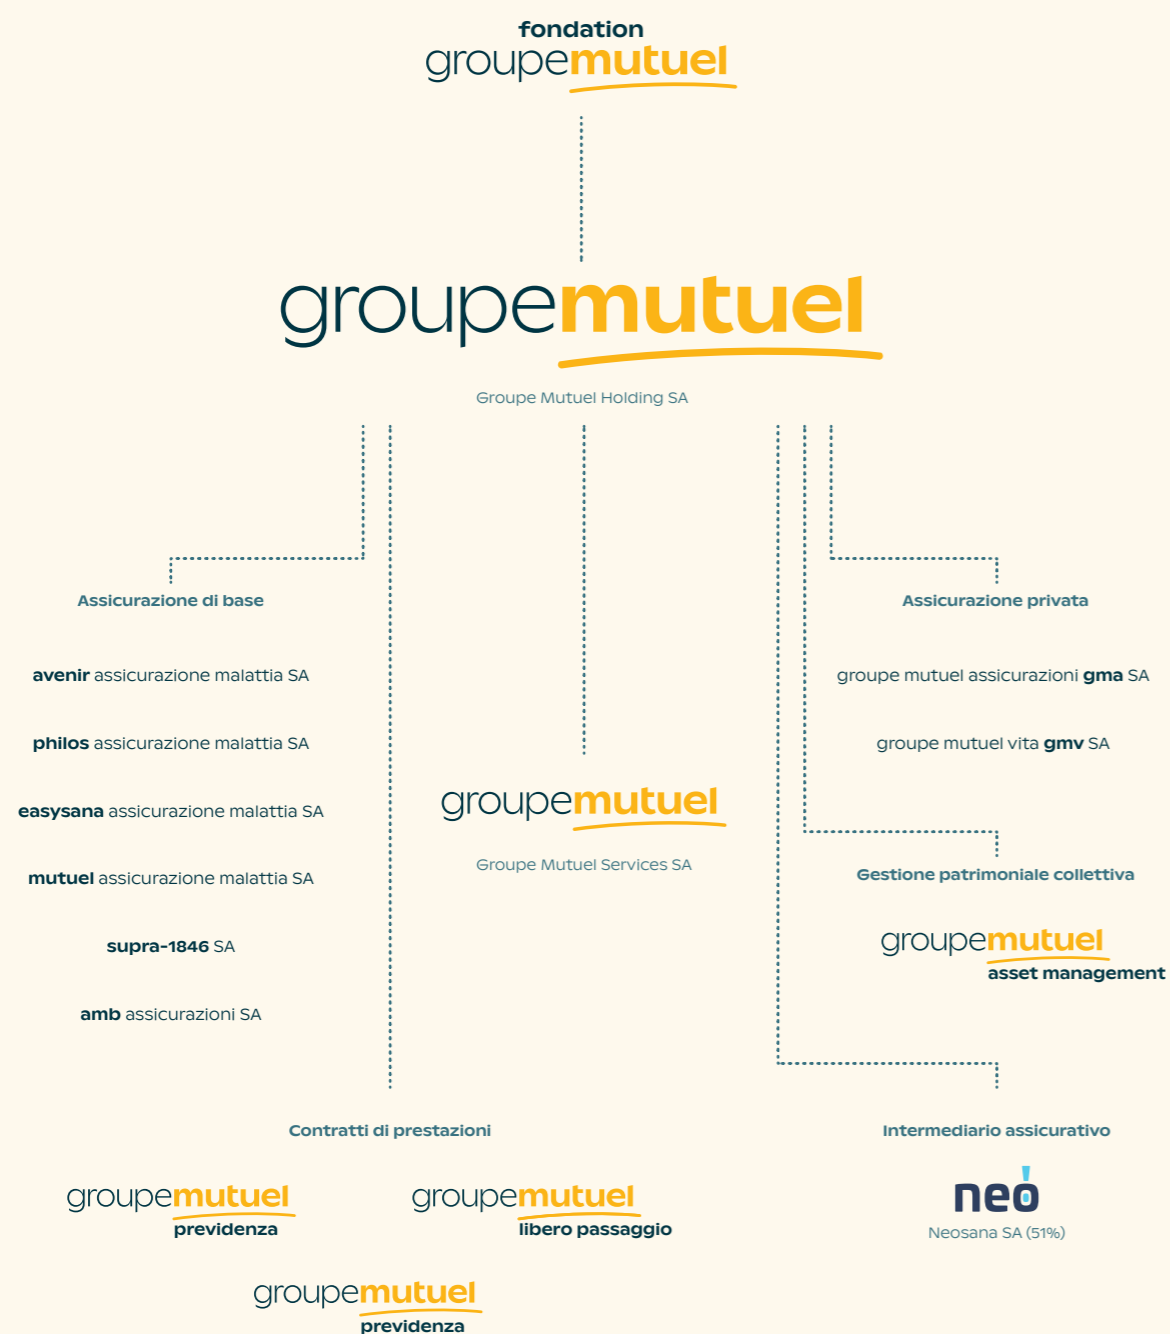 fondation
groupemutuel
groupemutuel
Groupe Mutuel Holding SA
Assicurazione di base
avenir assicurazione malattia SA
philos assicurazione malattia SA
easysana assicurazione malattia SA
mutuel assicurazione malattia SA
supra-1846 SA
amb assicurazioni SA
groupemutuel
Groupe Mutuel Services SA
Assicurazione privata
groupe mutuel assicurazioni gma SA
groupe mutuel vita gmv SA
Gestione patrimoniale collettiva
groupemutuel
asset management
Contratti di prestazioni
groupemutuel
previdenza
groupemutuel
libero passaggio
groupemutuel
previdenza
Intermediario assicurativo
neo
Neosana SA (51%)